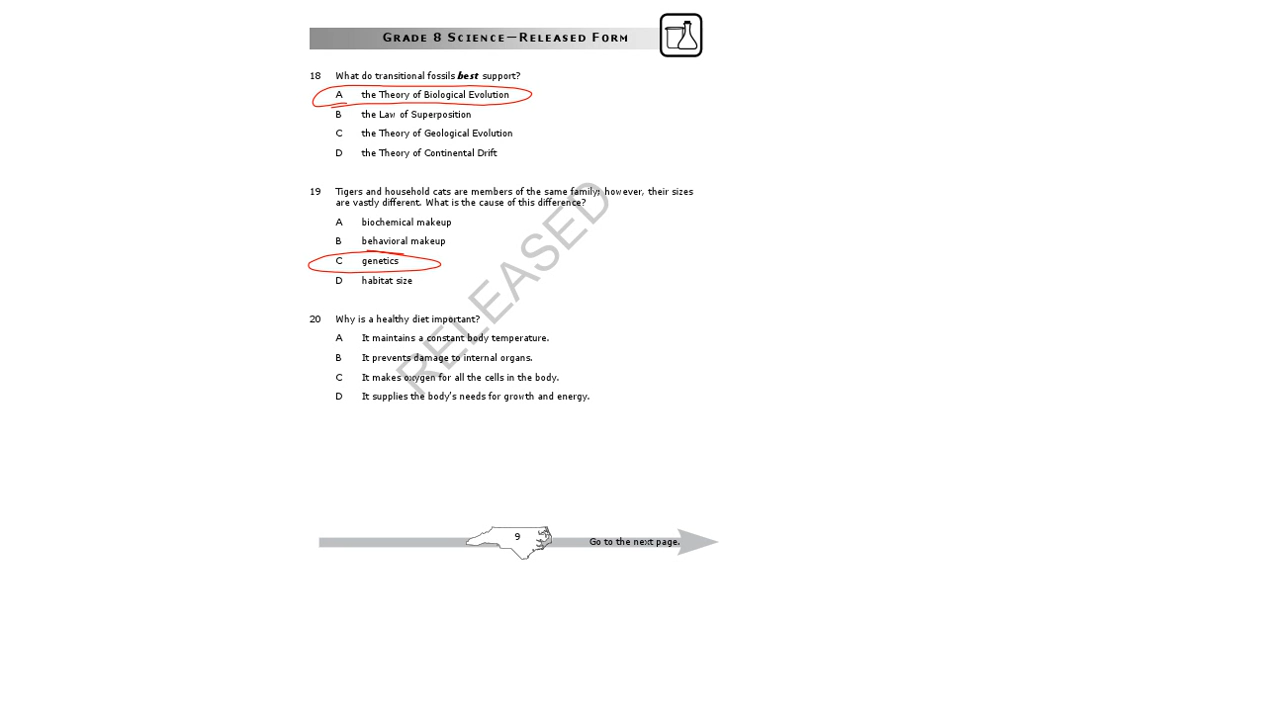 GRADE 8 SCIENCE—RELEASED FORM
18 What do transitional fossils best support?
A the Theory of Biological Evolution
B the Law of Superposition
C the Theory of Geological Evolution
D the Theory of Continental Drift
19 Tigers and household cats are members of the same family; however, their sizes
are vastly different. What is the cause of this difference?
A biochemical makeup
B behavioral makeup
C genetics
D habitat size
RELEASED
20 Why is a healthy diet important?
A It maintains a constant body temperature.
B It prevents damage to internal organs.
C It makes oxygen for all the cells in the body.
D It supplies the body's needs for growth and energy.
9
Go to the next page.